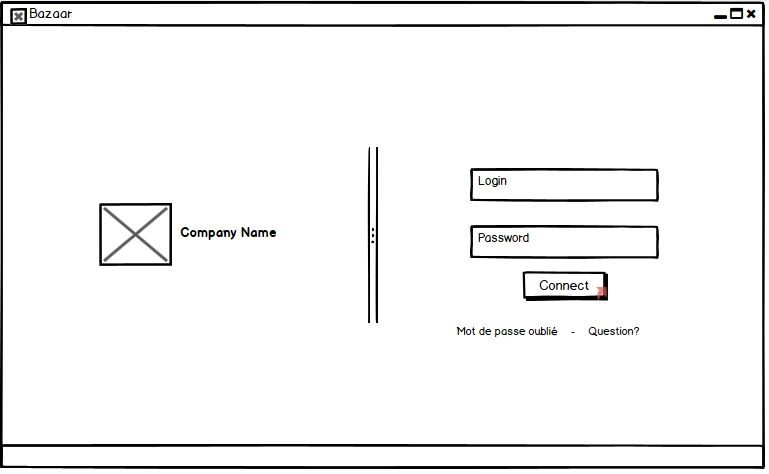 Bazaar
Company Name
Login
Password
Connect
Mot de passe oublié - Question?